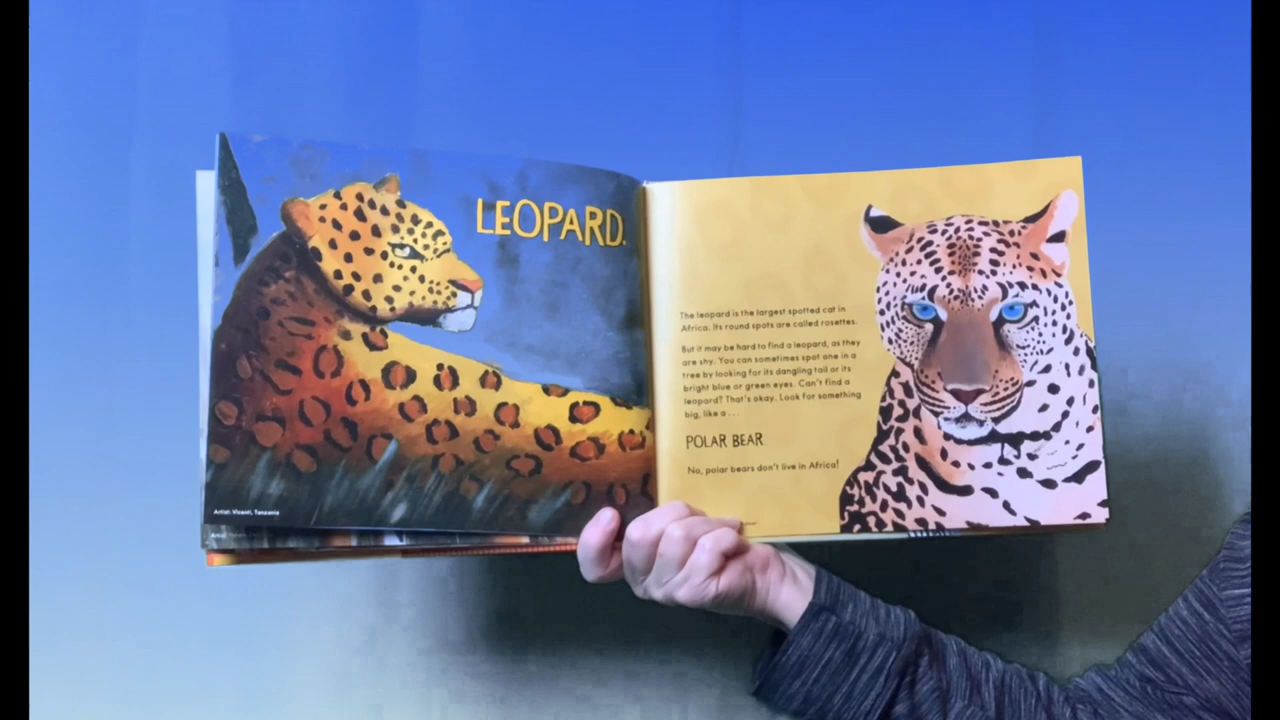 LEOPARD.
Artist: Vicenti, Tanzania
The leopard is the largest spotted cat in
Africa. Its round spots are called rosettes.
But it may be hard to find a leopard, as they
are shy. You can sometimes spot one in a
tree by looking for its dangling tail or its
bright blue or green eyes. Can't find a
leopard? That's okay. Look for something
big, like a . . .
POLAR BEAR
No, polar bears don't live in Africa!